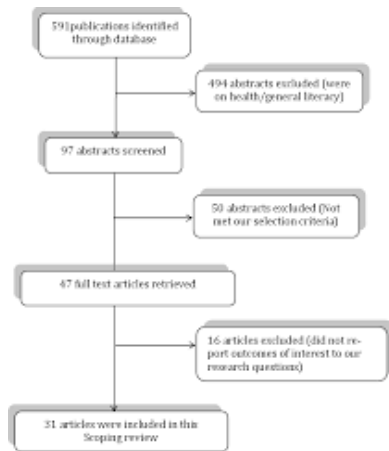 591publications identified
through database
494 abstracts excluded (were
on health/general literacy)
97 abstracts screened
50 abstracts excluded (Not
met our selection criteria)
47 full text articles retrieved
16 articles excluded (did not re-
port outcomes of interest to our
research questions)
31 articles were included in this
Scoping review